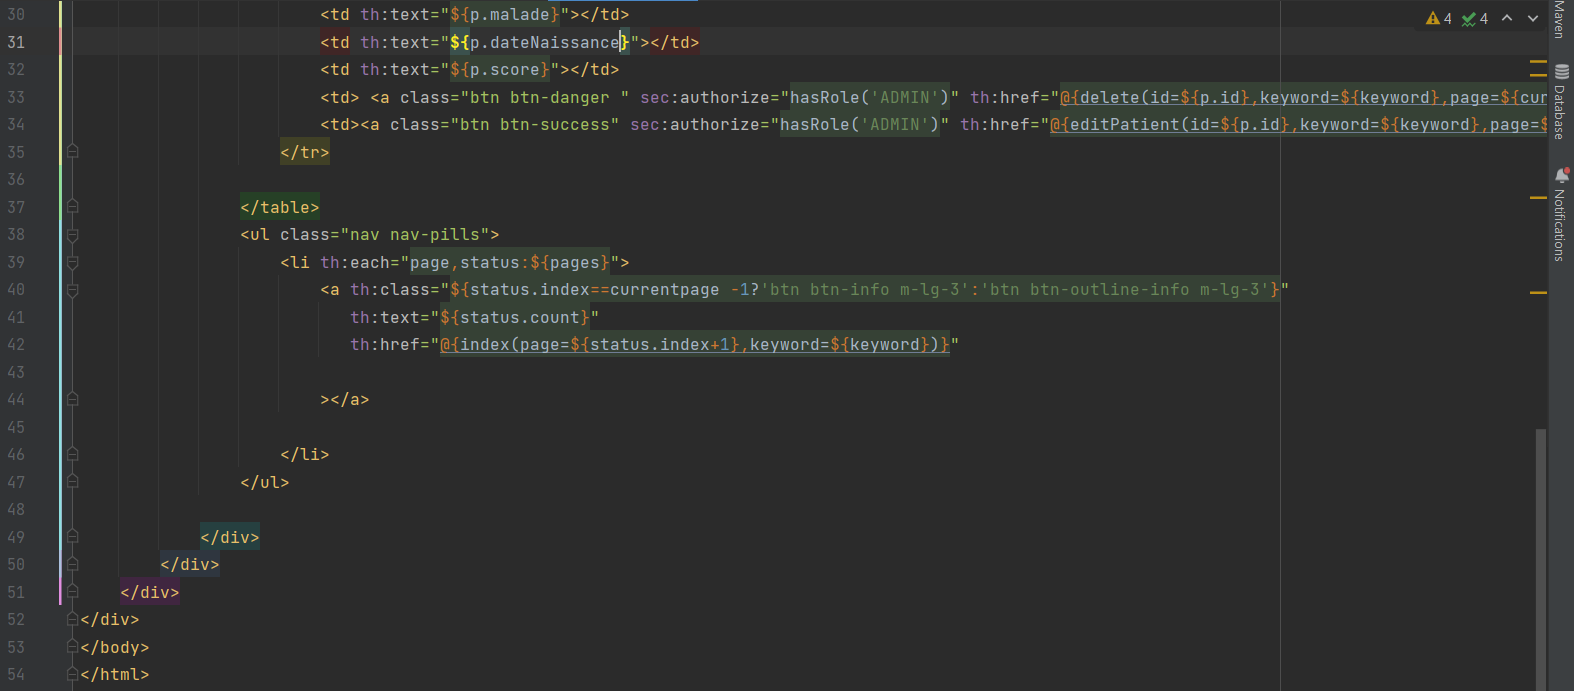 30 <td th:text="${p.malade}"></td>
31 <td th:text="${p.dateNaissance}"></td>
32 <td th:text="${p.score}"></td>
33 <td> <a class="btn btn-danger " sec:authorize="hasRole('ADMIN')" th:href="@{delete(id=${p.id},keyword=${keyword},page=${cur
34 <td><a class="btn btn-success" sec:authorize="hasRole('ADMIN')" th:href="@{editPatient(id=${p.id},keyword=${keyword},page=$
35 </tr>
36
37 </table>
38 <ul class="nav nav-pills">
39 <li th:each="page,status:${pages}">
40 <a th:class="${status.index==currentpage -1?'btn btn-info m-lg-3':'btn btn-outline-info m-lg-3'}"
41 th:text="${status.count}"
42 th:href="@{index(page=${status.index+1},keyword=${keyword})}"
43
44 ></a>
45
46 </li>
47 </ul>
48
49 </div>
50 </div>
51 </div>
52 </div>
53 </body>
54 </html>
4 4
Maven
Database
Notifications